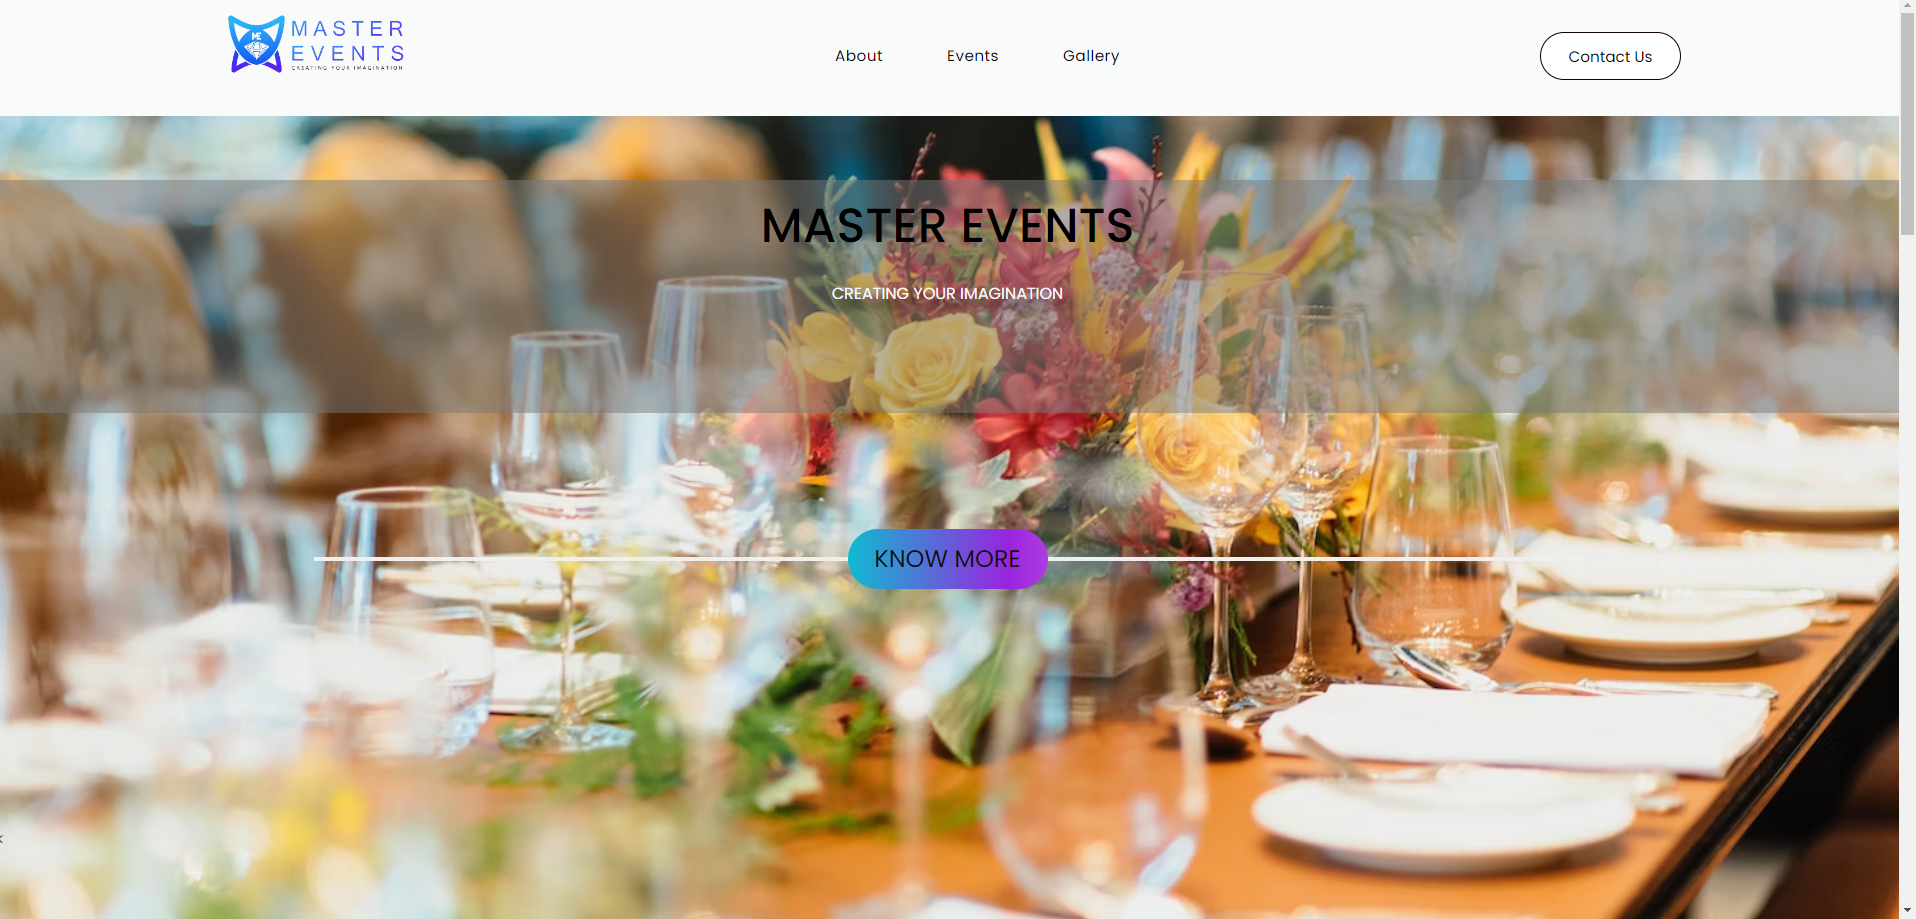 MASTER
EVENTS
CREATING YOUR IMAGINATION
About
Events
Gallery
Contact Us
MASTER EVENTS
CREATING YOUR IMAGINATION
KNOW MORE